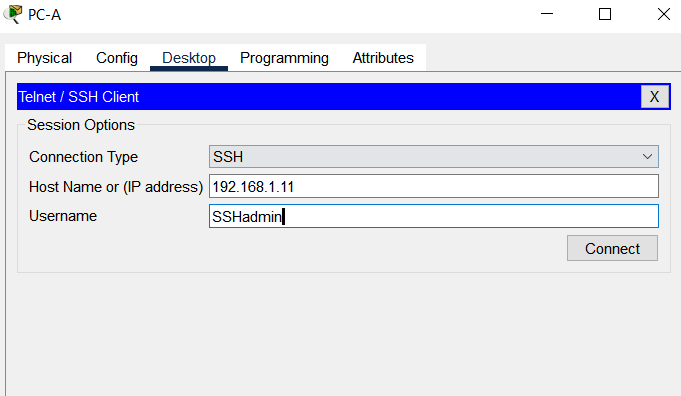 PC-A
Physical Config Desktop Programming Attributes
Telnet / SSH Client X
Session Options
Connection Type SSH
Host Name or (IP address) 192.168.1.11
Username SSHadmin
Connect